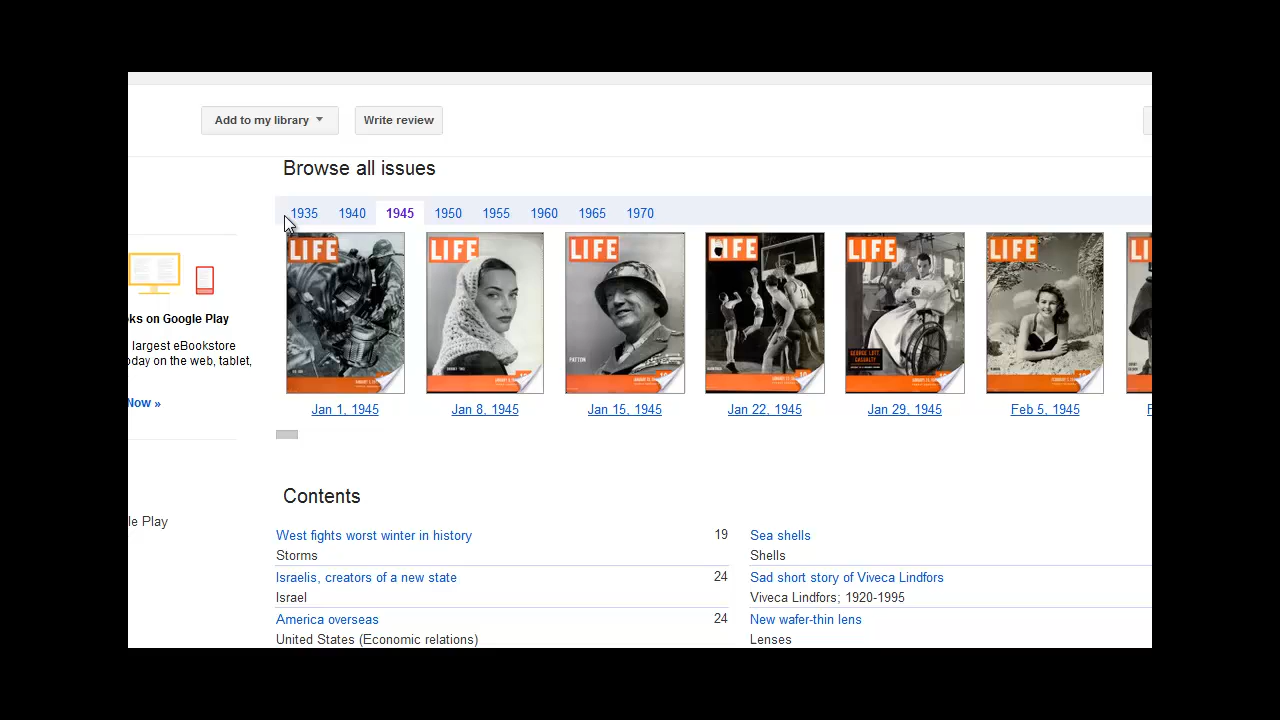 Add to my library
Write review
Browse all issues
1935 1940 1945 1950 1955 1960 1965 1970
LIFE LIFE LIFE LIFE LIFE LIFE LI
PATTON
GEORGE LOTT,
CASUALTY
Jan 1, 1945 Jan 8, 1945 Jan 15, 1945 Jan 22, 1945 Jan 29, 1945 Feb 5, 1945 F
ks on Google Play
largest eBookstore
oday on the web, tablet,
Now »
le Play
Contents
West fights worst winter in history 19
Storms
Israelis, creators of a new state 24
Israel
America overseas 24
United States (Economic relations)
Sea shells
Shells
Sad short story of Viveca Lindfors
Viveca Lindfors; 1920-1995
New wafer-thin lens
Lenses